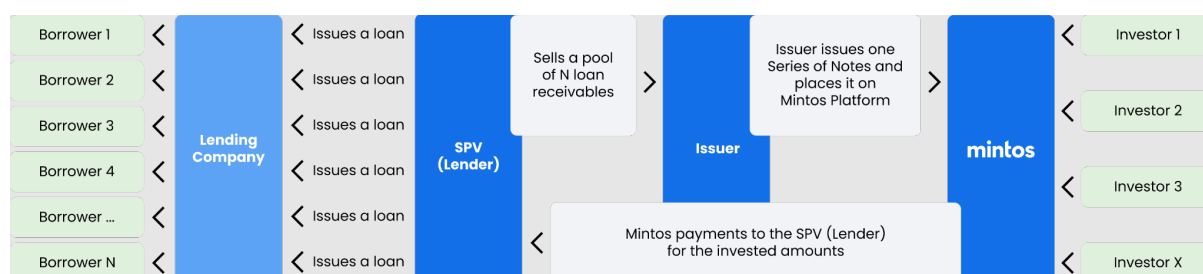 Borrower 1
Borrower 2
Borrower 3
Borrower 4
Borrower ...
Borrower N
Lending
Company
Issues a loan
Issues a loan
Issues a loan
Issues a loan
Issues a loan
Issues a loan
SPV
(Lender)
Sells a pool
of N loan
receivables
Issuer
Issuer issues one
Series of Notes and
places it on
Mintos Platform
Mintos payments to the SPV (Lender)
for the invested amounts
mintos
Investor 1
Investor 2
Investor 3
Investor X